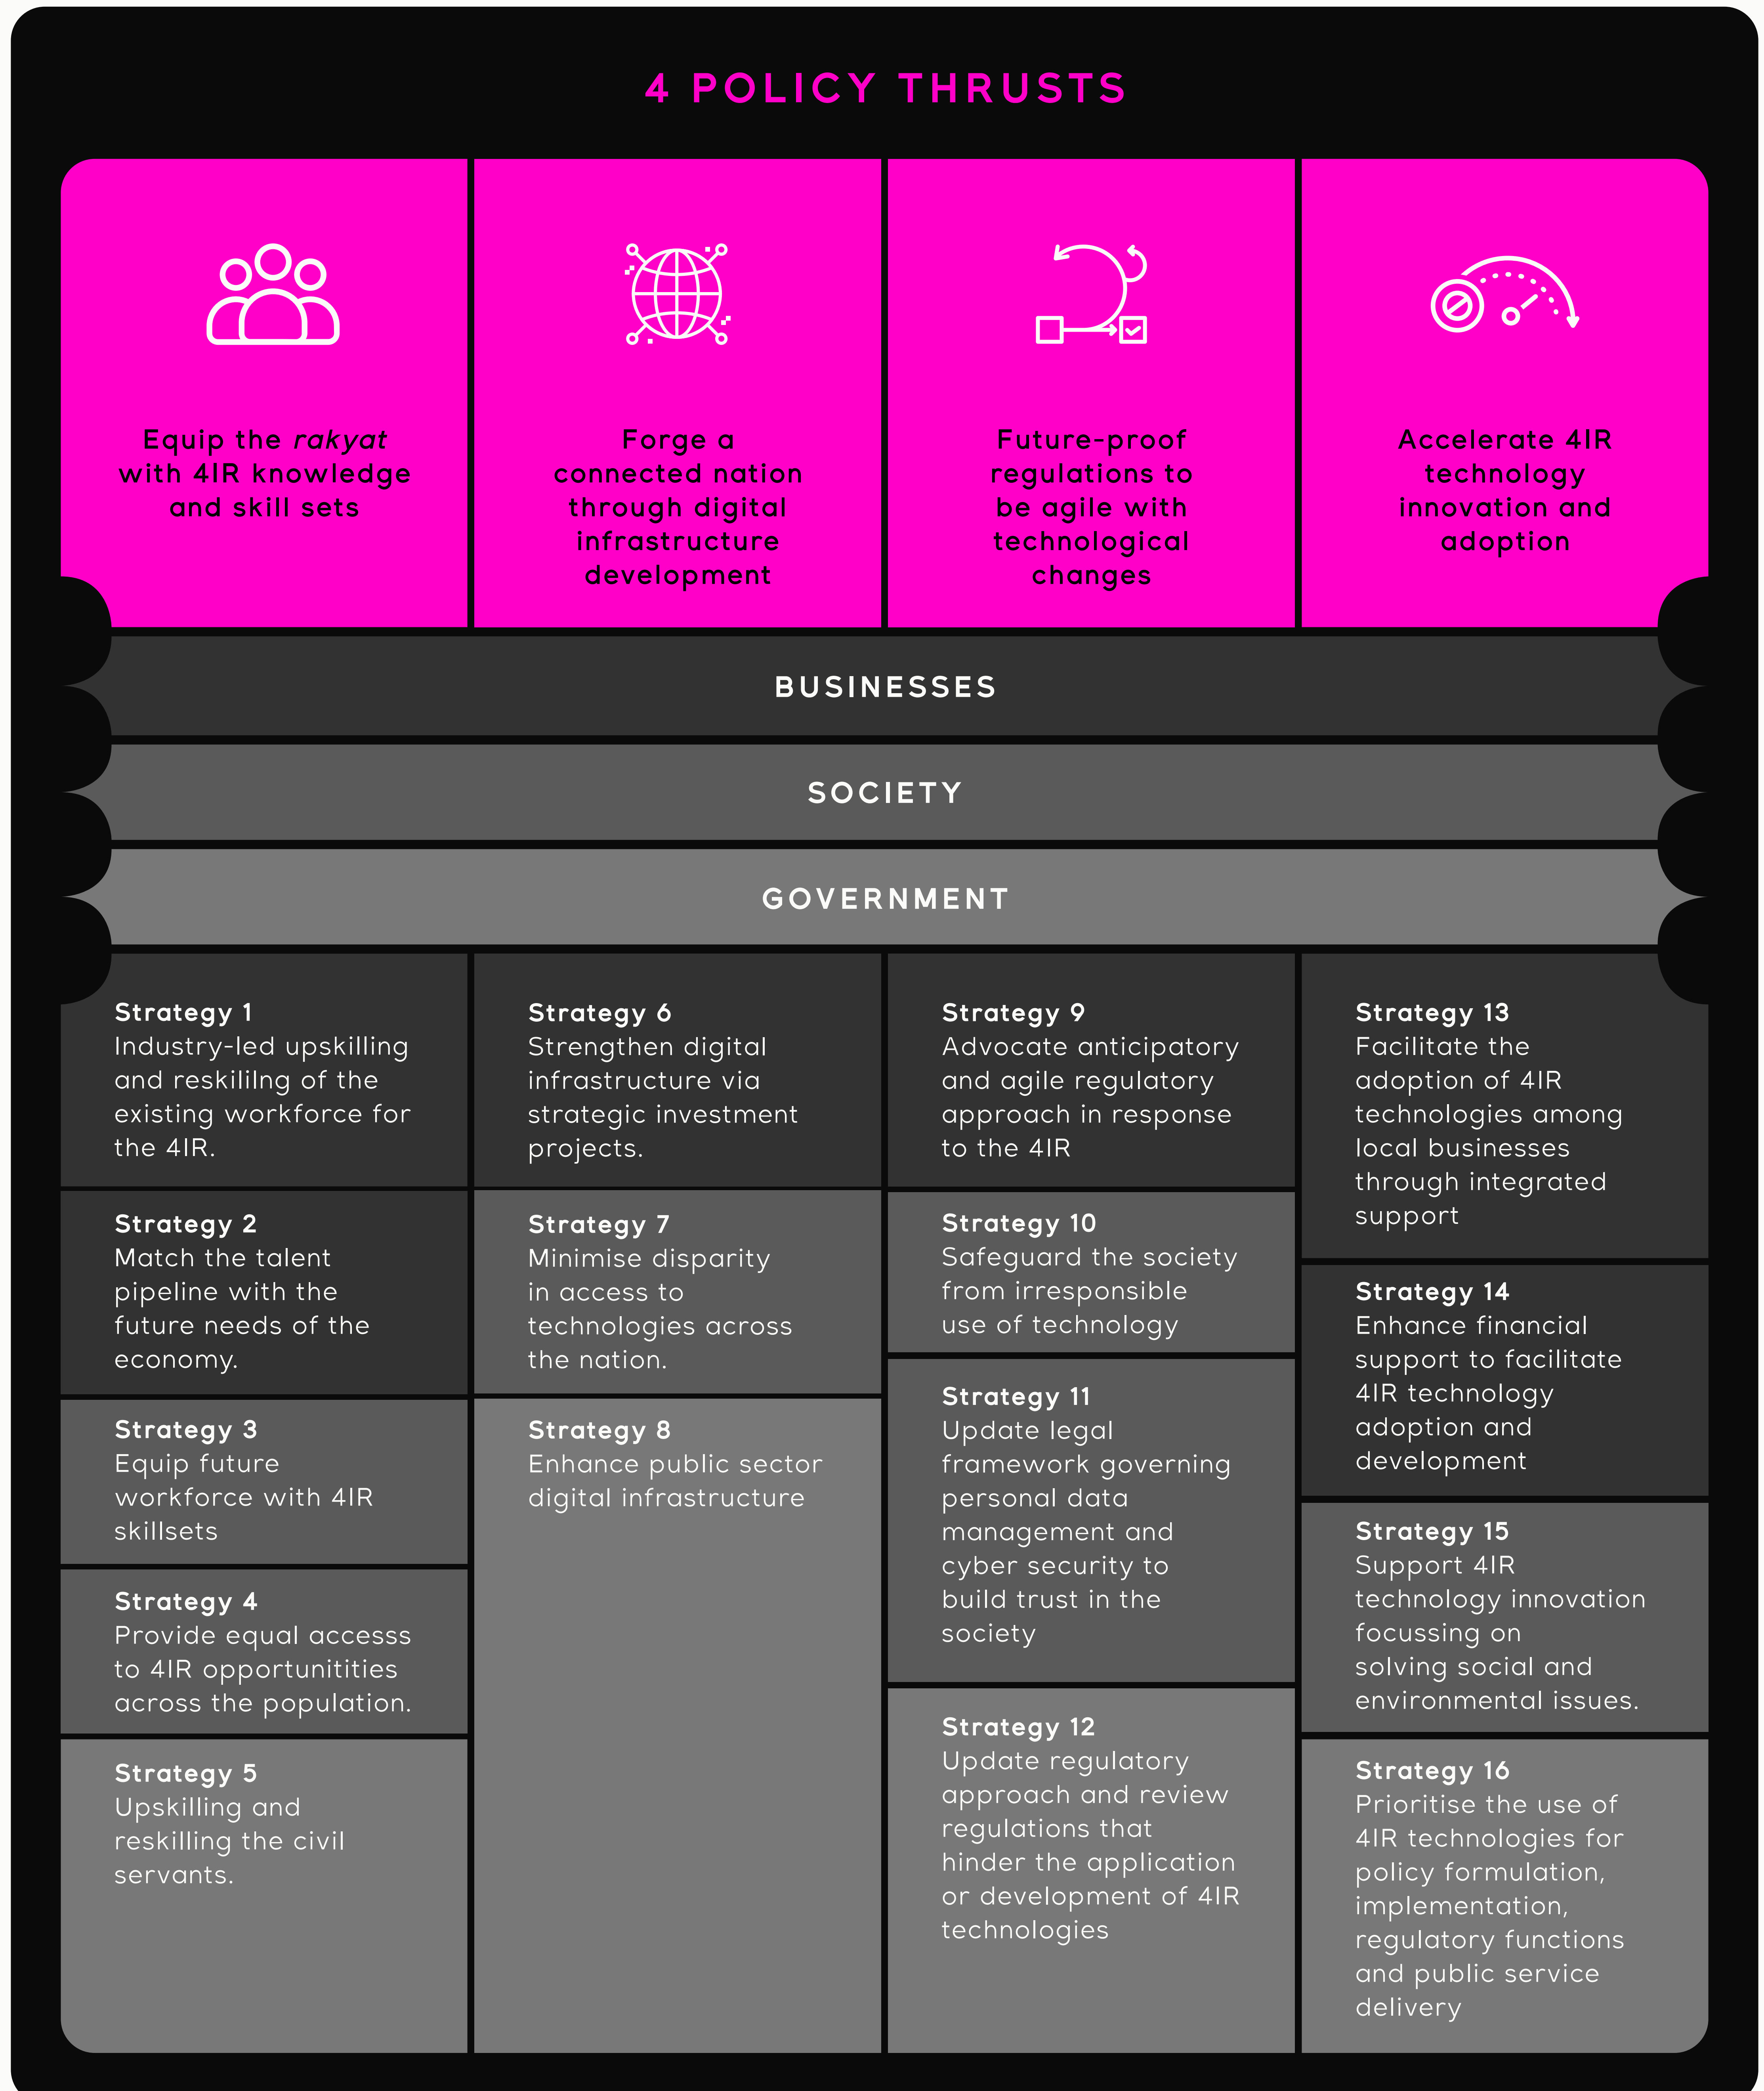 4 POLICY THRUSTS
Equip the rakyat
with 4IR knowledge
and skill sets
Forge a
connected nation
through digital
infrastructure
development
Future-proof
regulations to
be agile with
technological
changes
Accelerate 4IR
technology
innovation and
adoption
BUSINESSES
SOCIETY
GOVERNMENT
Strategy 1
Industry-led upskilling
and reskililng of the
existing workforce for
the 4IR.
Strategy 2
Match the talent
pipeline with the
future needs of the
economy.
Strategy 3
Equip future
workforce with 4IR
skillsets
Strategy 4
Provide equal accesss
to 4IR opportunitities
across the population.
Strategy 5
Upskilling and
reskilling the civil
servants.
Strategy 6
Strengthen digital
infrastructure via
strategic investment
projects.
Strategy 7
Minimise disparity
in access to
technologies across
the nation.
Strategy 8
Enhance public sector
digital infrastructure
Strategy 9
Advocate anticipatory
and agile regulatory
approach in response
to the 4IR
Strategy 10
Safeguard the society
from irresponsible
use of technology
Strategy 11
Update legal
framework governing
personal data
management and
cyber security to
build trust in the
society
Strategy 12
Update regulatory
approach and review
regulations that
hinder the application
or development of 4IR
technologies
Strategy 13
Facilitate the
adoption of 4IR
technologies among
local businesses
through integrated
support
Strategy 14
Enhance financial
support to facilitate
4IR technology
adoption and
development
Strategy 15
Support 4IR
technology innovation
focussing on
solving social and
environmental issues.
Strategy 16
Prioritise the use of
4IR technologies for
policy formulation,
implementation,
regulatory functions
and public service
delivery